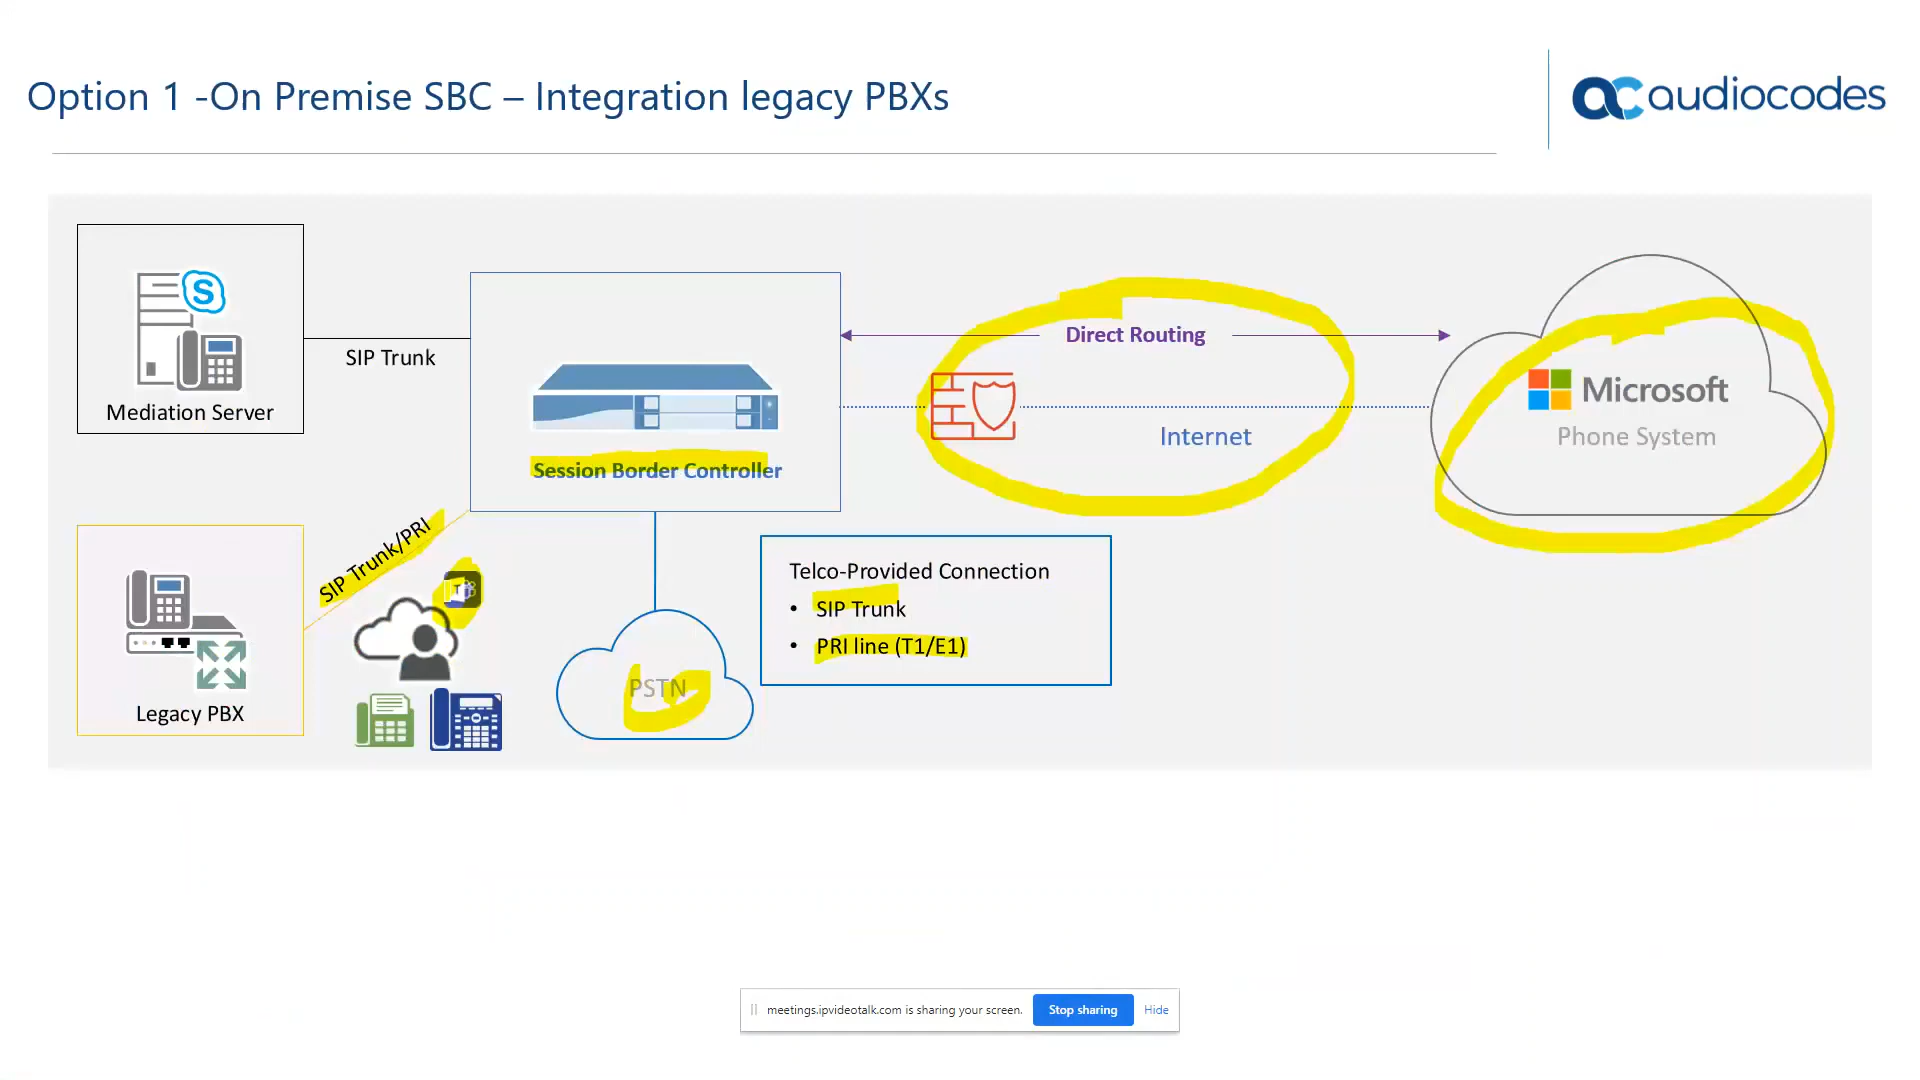 Option 1 -On Premise SBC – Integration legacy PBXs
audiocodes
Mediation Server
SIP Trunk
Session Border Controller
Direct Routing
Internet
Microsoft
Phone System
SIP Trunk/PRI
Legacy PBX
PSTN
Telco-Provided Connection
• SIP Trunk
• PRI line (T1/E1)
meetings.ipvideotalk.com is sharing your screen. Stop sharing Hide